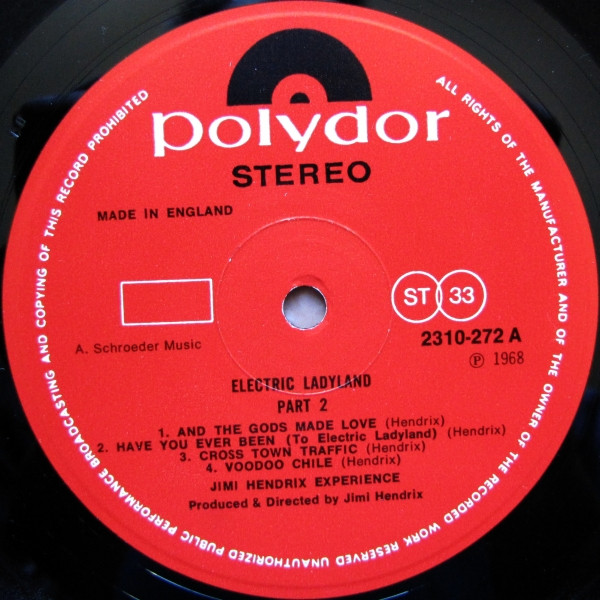 polydor
STEREO
MADE IN ENGLAND
ST 33
A. Schroeder Music
2310-272 A
℗ 1968
ELECTRIC LADYLAND
PART 2
1. AND THE GODS MADE LOVE (Hendrix)
2. HAVE YOU EVER BEEN (To Electric Ladyland) (Hendrix)
3. CROSS TOWN TRAFFIC (Hendrix)
4. VOODOO CHILE (Hendrix)
JIMI HENDRIX EXPERIENCE
Produced & Directed by Jimi Hendrix
ALL RIGHTS OF THE MANUFACTURER AND OF THE OWNER OF THE RECORDED WORK RESERVED UNAUTHORIZED PUBLIC PERFORMANCE BROADCASTING AND COPYING OF THIS RECORD PROHIBITED